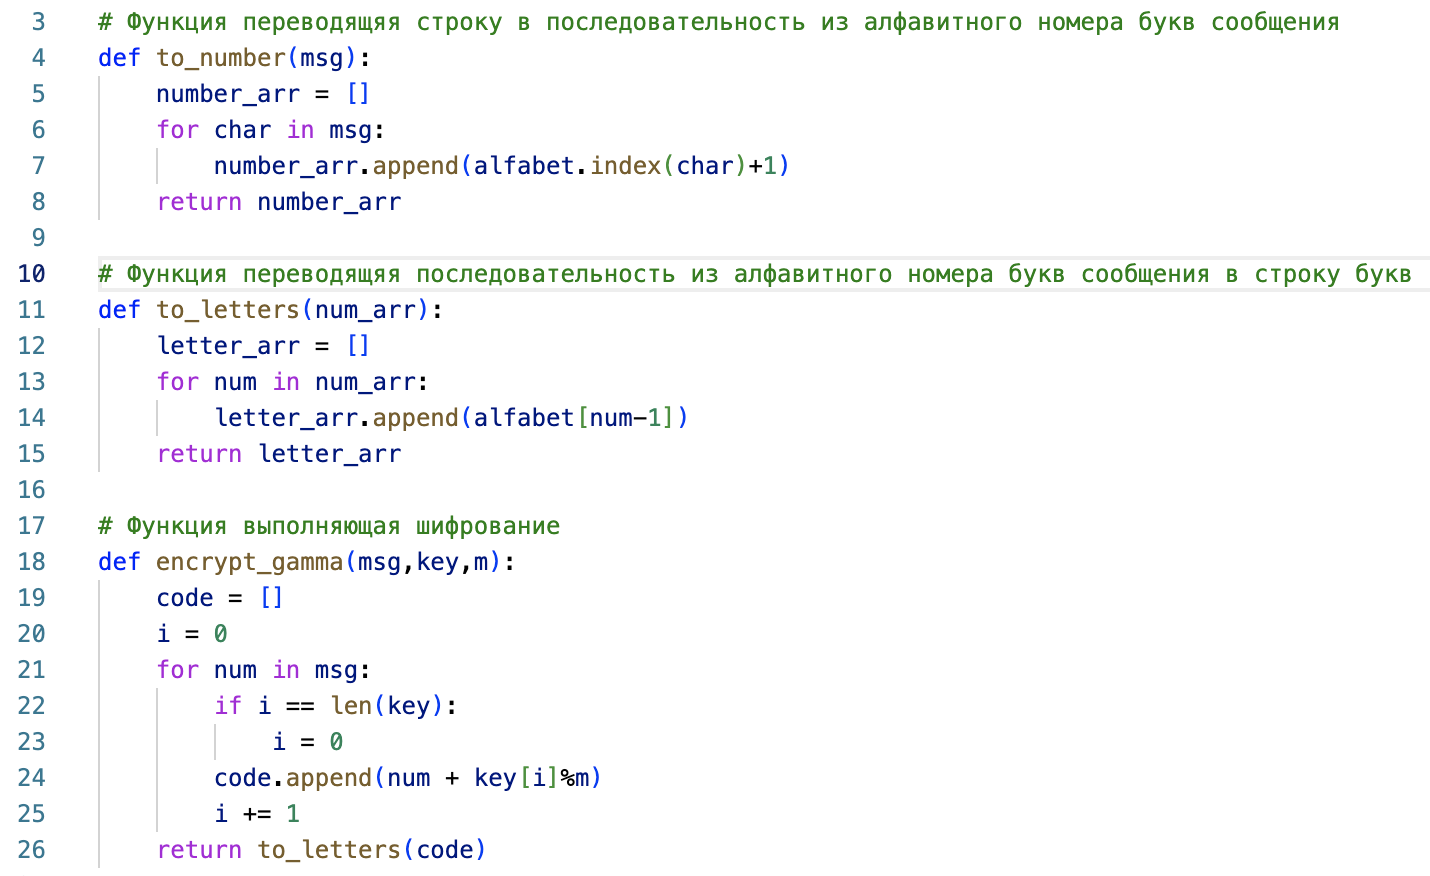 3 # Функция переводящяя строку в последовательность из алфавитного номера букв сообщения
4 def to_number(msg):
5     number_arr = []
6     for char in msg:
7         number_arr.append(alfabet.index(char)+1)
8     return number_arr
9
10 # Функция переводящяя последовательность из алфавитного номера букв сообщения в строку букв
11 def to_letters(num_arr):
12     letter_arr = []
13     for num in num_arr:
14         letter_arr.append(alfabet[num-1])
15     return letter_arr
16
17 # Функция выполняющая шифрование
18 def encrypt_gamma(msg,key,m):
19     code = []
20     i = 0
21     for num in msg:
22         if i == len(key):
23             i = 0
24         code.append(num + key[i]%m)
25         i += 1
26     return to_letters(code)